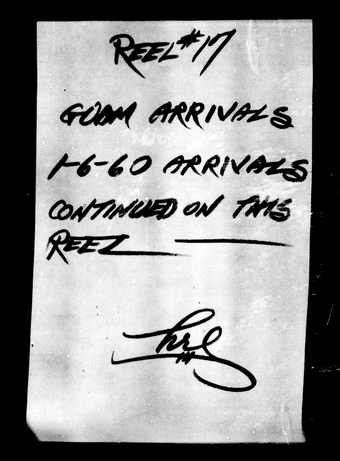 REEL #17
GUAM ARRIVALS
1-6-60 ARRIVALS
CONTINUED ON THIS
REEL